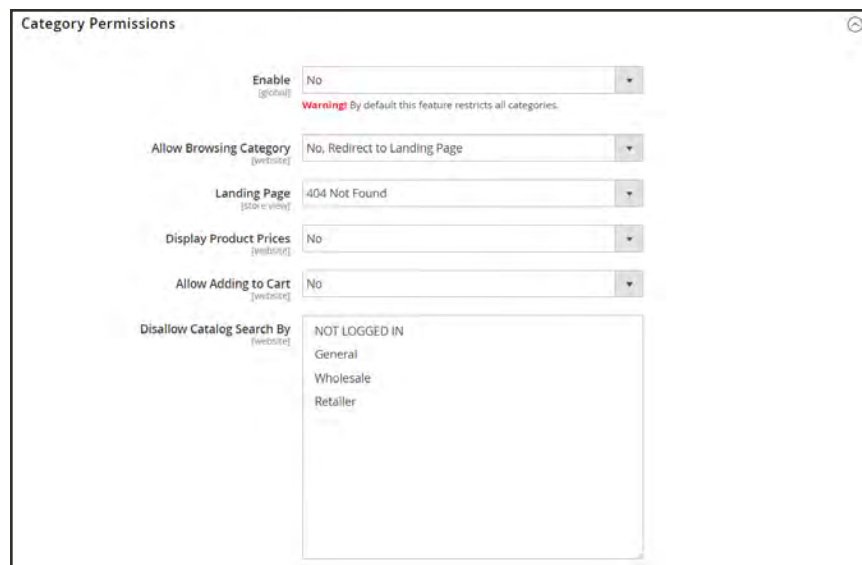 Category Permissions
Enable
[global]
No
Warning! By default this feature restricts all categories.
Allow Browsing Category
[website]
No, Redirect to Landing Page
Landing Page
[store view]
404 Not Found
Display Product Prices
[website]
No
Allow Adding to Cart
[website]
No
Disallow Catalog Search By
[website]
NOT LOGGED IN
General
Wholesale
Retailer